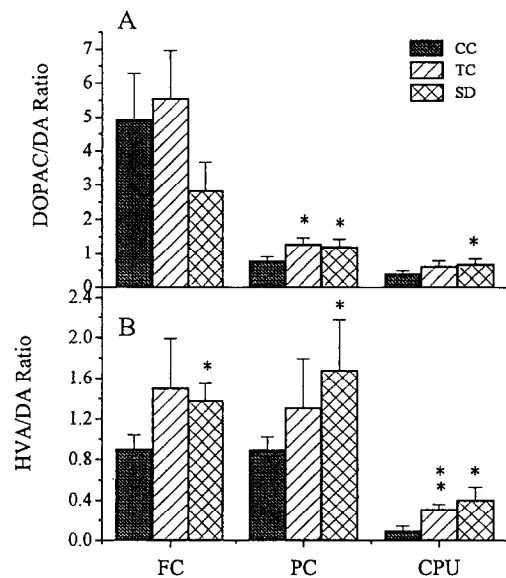 A
CC
TC
SD
DOPAC/DA Ratio
7
6
5
4
3
2
1
0
* *
*
B
HVA/DA Ratio
2.4
2.0
1.6
1.2
0.8
0.4
0.0
*
*
*
* *
FC PC CPU